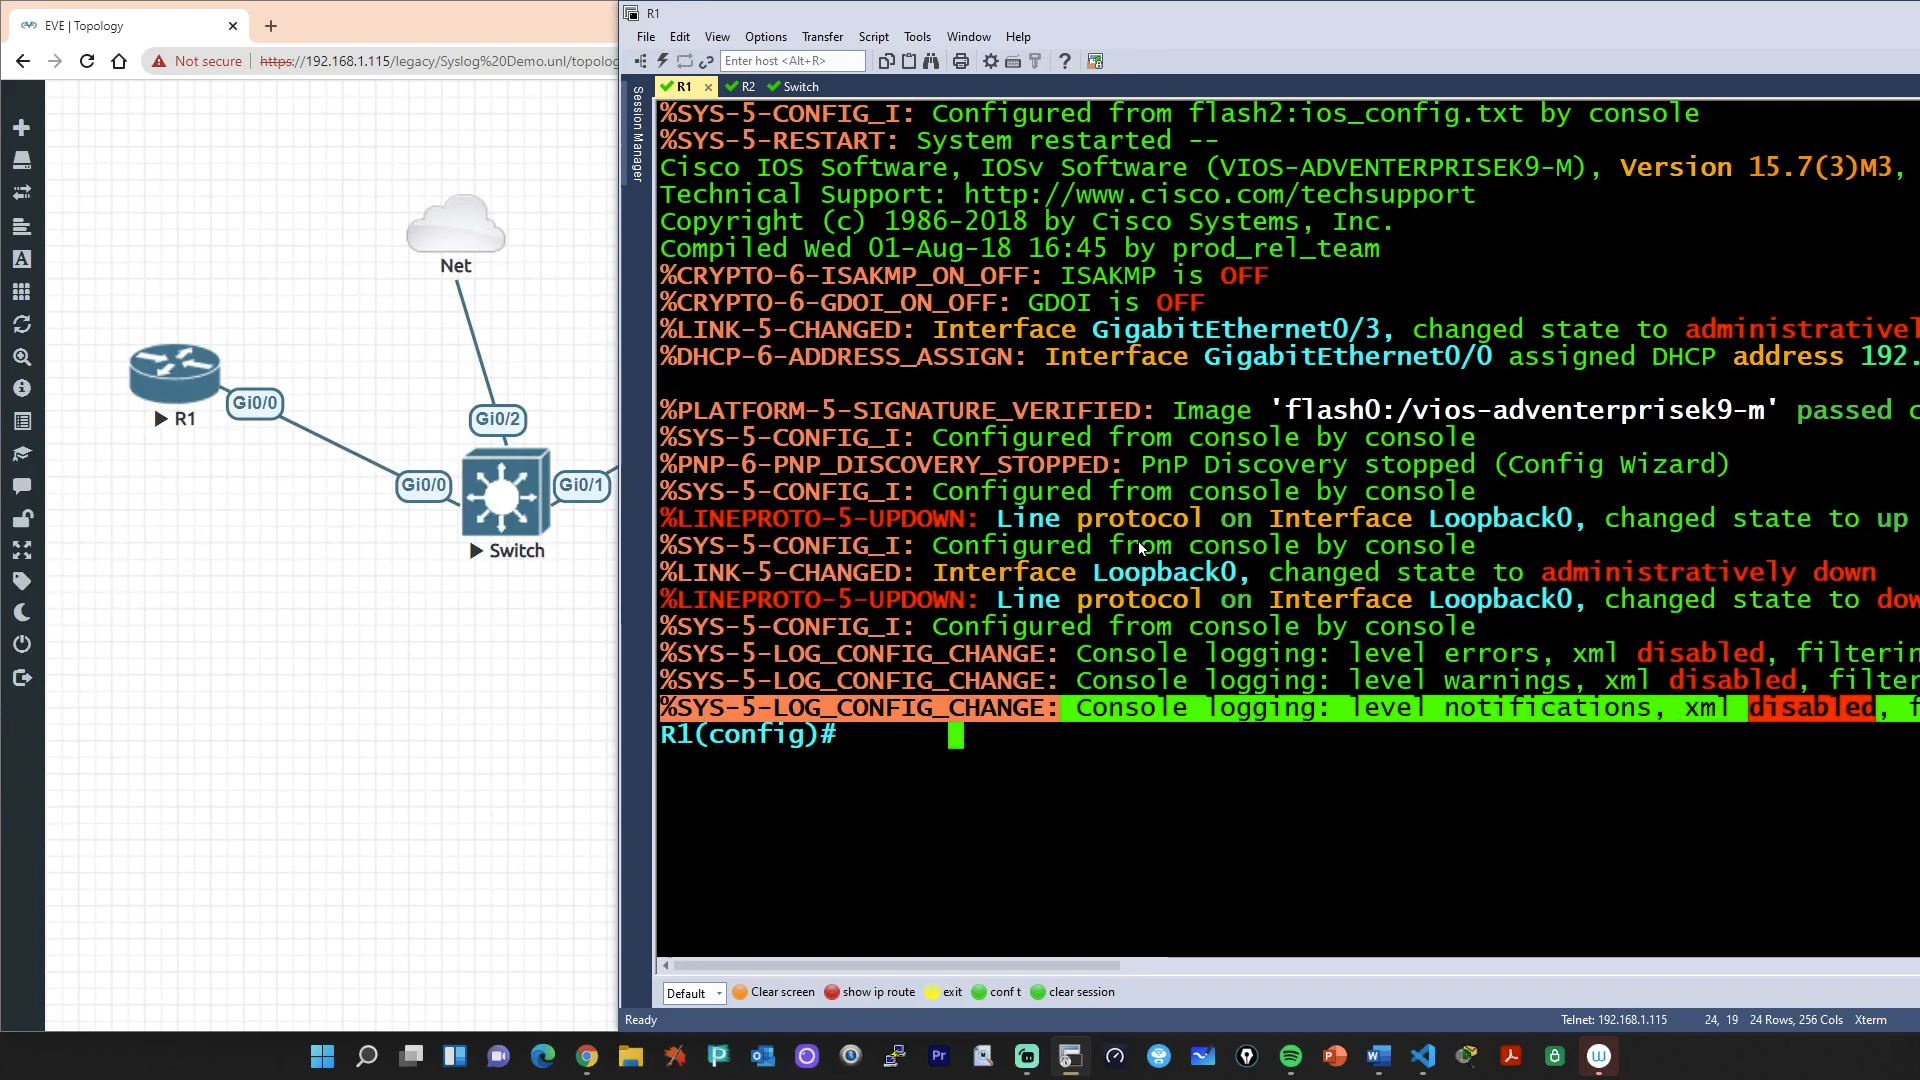 EVE | Topology
Not secure
https://192.168.1.115/legacy/Syslog%20Demo.unl/topolo
Net
Gi0/0
R1
Gi0/2
Gi0/0
Gi0/1
Switch
R1
File Edit View Options Transfer Script Tools Window Help
Enter host <Alt+R>
Session Manager
R1 R2 Switch
%SYS-5-CONFIG_I: Configured from flash2:ios_config.txt by console
%SYS-5-RESTART: System restarted --
Cisco IOS Software, IOSv Software (VIOS-ADVENTERPRISEK9-M), Version 15.7(3)M3,
Technical Support: http://www.cisco.com/techsupport
Copyright (c) 1986-2018 by Cisco Systems, Inc.
Compiled Wed 01-Aug-18 16:45 by prod_rel_team
%CRYPTO-6-ISAKMP_ON_OFF: ISAKMP is OFF
%CRYPTO-6-GDOI_ON_OFF: GDOI is OFF
%LINK-5-CHANGED: Interface GigabitEthernet0/3, changed state to administrativel
%DHCP-6-ADDRESS_ASSIGN: Interface GigabitEthernet0/0 assigned DHCP address 192.
%PLATFORM-5-SIGNATURE_VERIFIED: Image 'flash0:/vios-adventerprisek9-m' passed c
%SYS-5-CONFIG_I: Configured from console by console
%PNP-6-PNP_DISCOVERY_STOPPED: PnP Discovery stopped (Config Wizard)
%SYS-5-CONFIG_I: Configured from console by console
%LINEPROTO-5-UPDOWN: Line protocol on Interface Loopback0, changed state to up
%SYS-5-CONFIG_I: Configured from console by console
%LINK-5-CHANGED: Interface Loopback0, changed state to administratively down
%LINEPROTO-5-UPDOWN: Line protocol on Interface Loopback0, changed state to dow
%SYS-5-CONFIG_I: Configured from console by console
%SYS-5-LOG_CONFIG_CHANGE: Console logging: level errors, xml disabled, filterin
%SYS-5-LOG_CONFIG_CHANGE: Console logging: level warnings, xml disabled, filter
%SYS-5-LOG_CONFIG_CHANGE: Console logging: level notifications, xml disabled, f
R1(config)#
Default Clear screen show ip route exit conf t clear session
Ready Telnet: 192.168.1.115 24, 19 24 Rows, 256 Cols Xterm